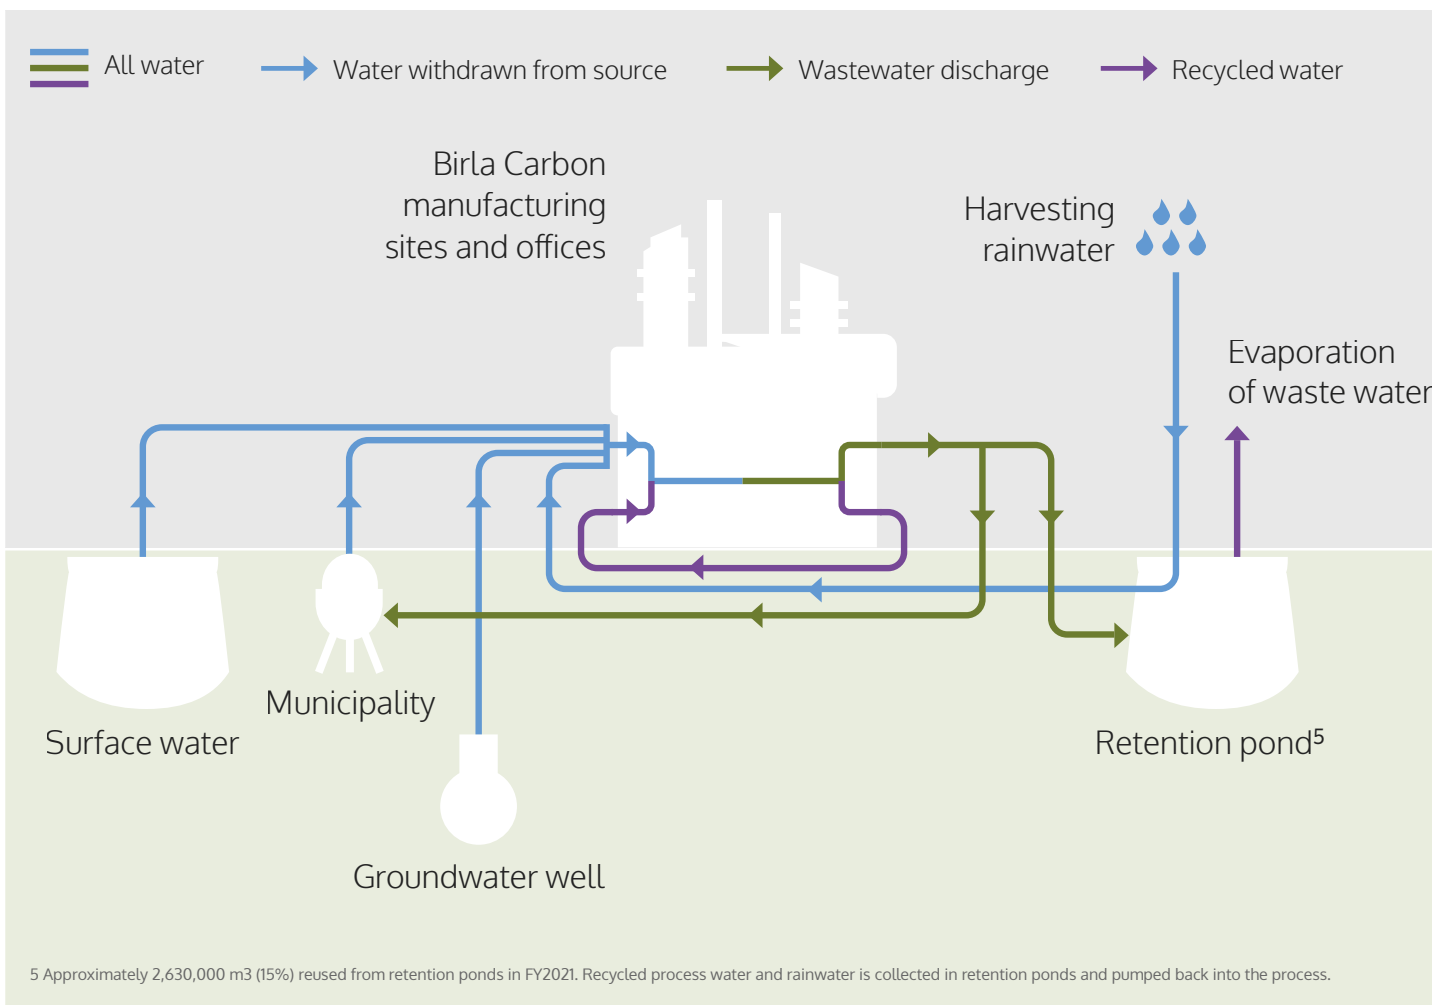 All water
Water withdrawn from source
Wastewater discharge
Recycled water
Birla Carbon
manufacturing
sites and offices
Harvesting
rainwater
Evaporation
of waste water
Surface water
Municipality
Groundwater well
Retention pond⁵
5 Approximately 2,630,000 m3 (15%) reused from retention ponds in FY2021. Recycled process water and rainwater is collected in retention ponds and pumped back into the process.